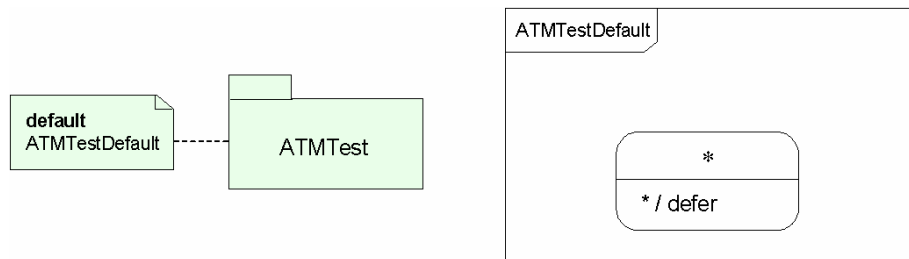 default
ATMTestDefault
ATMTest
ATMTestDefault
*
* / defer